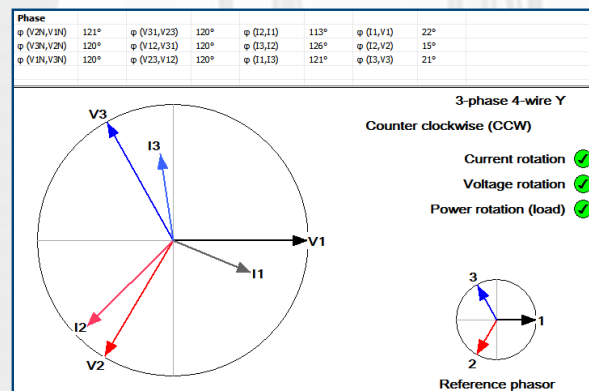 Phase
φ (V2N,V1N) 121° φ (V31,V23) 120° φ (I2,I1) 113° φ (I1,V1) 22°
φ (V3N,V2N) 120° φ (V12,V31) 120° φ (I3,I2) 126° φ (I2,V2) 15°
φ (V1N,V3N) 120° φ (V23,V12) 120° φ (I1,I3) 121° φ (I3,V3) 21°
3-phase 4-wire Y
Counter clockwise (CCW)
Current rotation
Voltage rotation
Power rotation (load)
V3
I3
V1
I1
I2
V2
3
1
2
Reference phasor